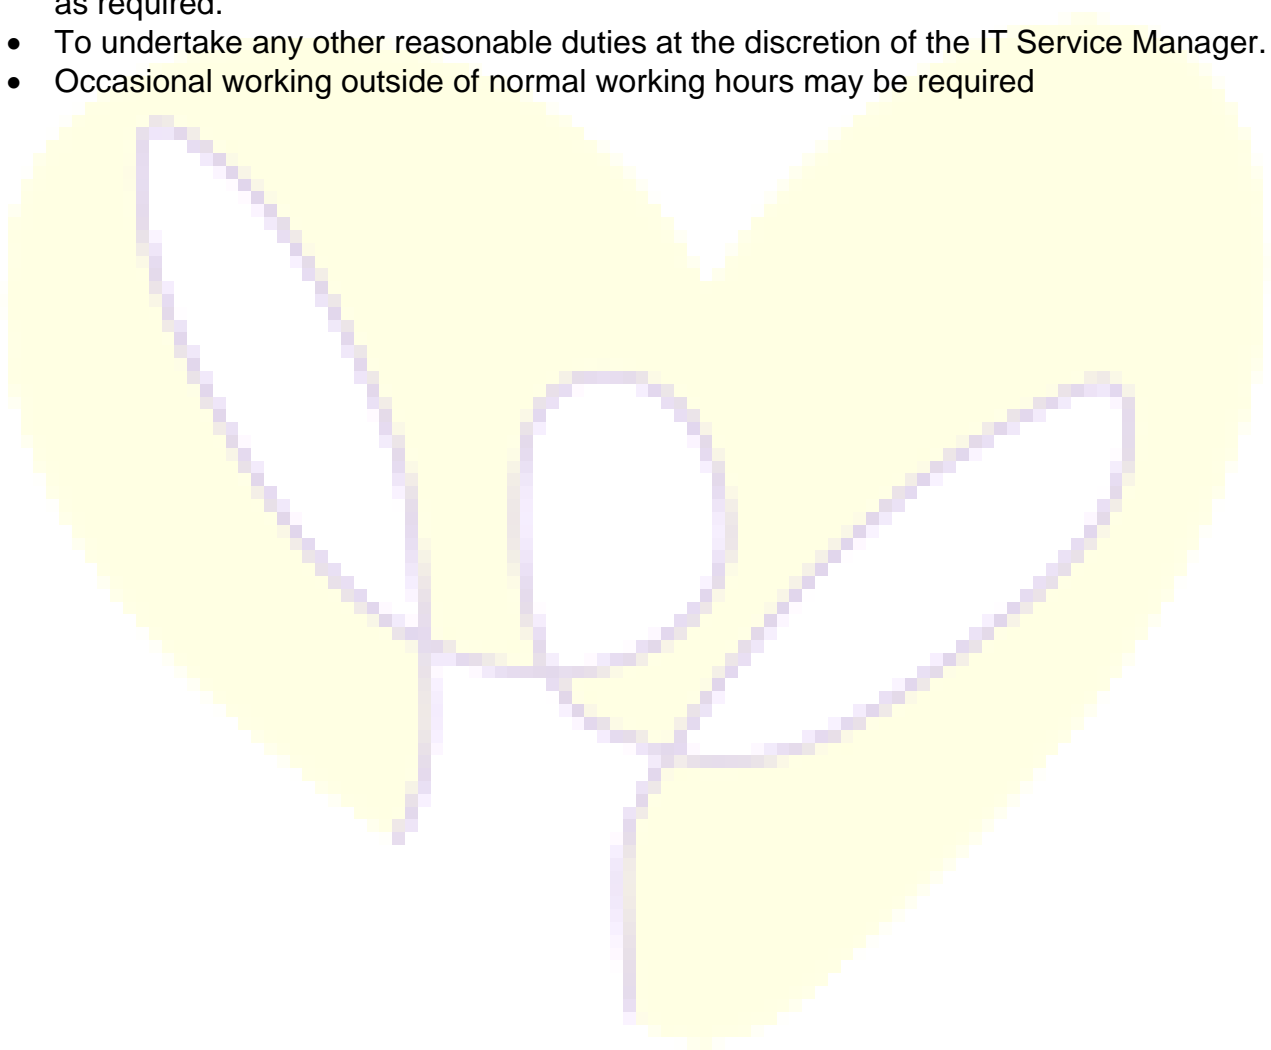 as required.
• To undertake any other reasonable duties at the discretion of the IT Service Manager.
• Occasional working outside of normal working hours may be required